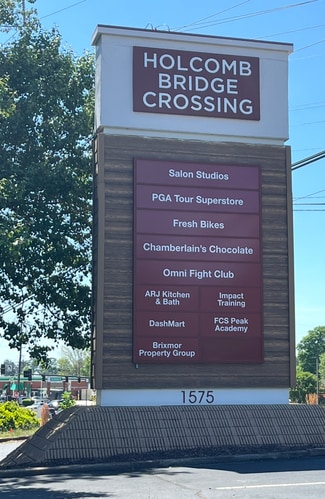 HOLCOMB
BRIDGE
CROSSING
Salon Studios
PGA Tour Superstore
Fresh Bikes
Chamberlain's Chocolate
Omni Fight Club
ARJ Kitchen
& Bath
Impact
Training
DashMart
FCS Peak
Academy
Brixmor
Property Group
1575